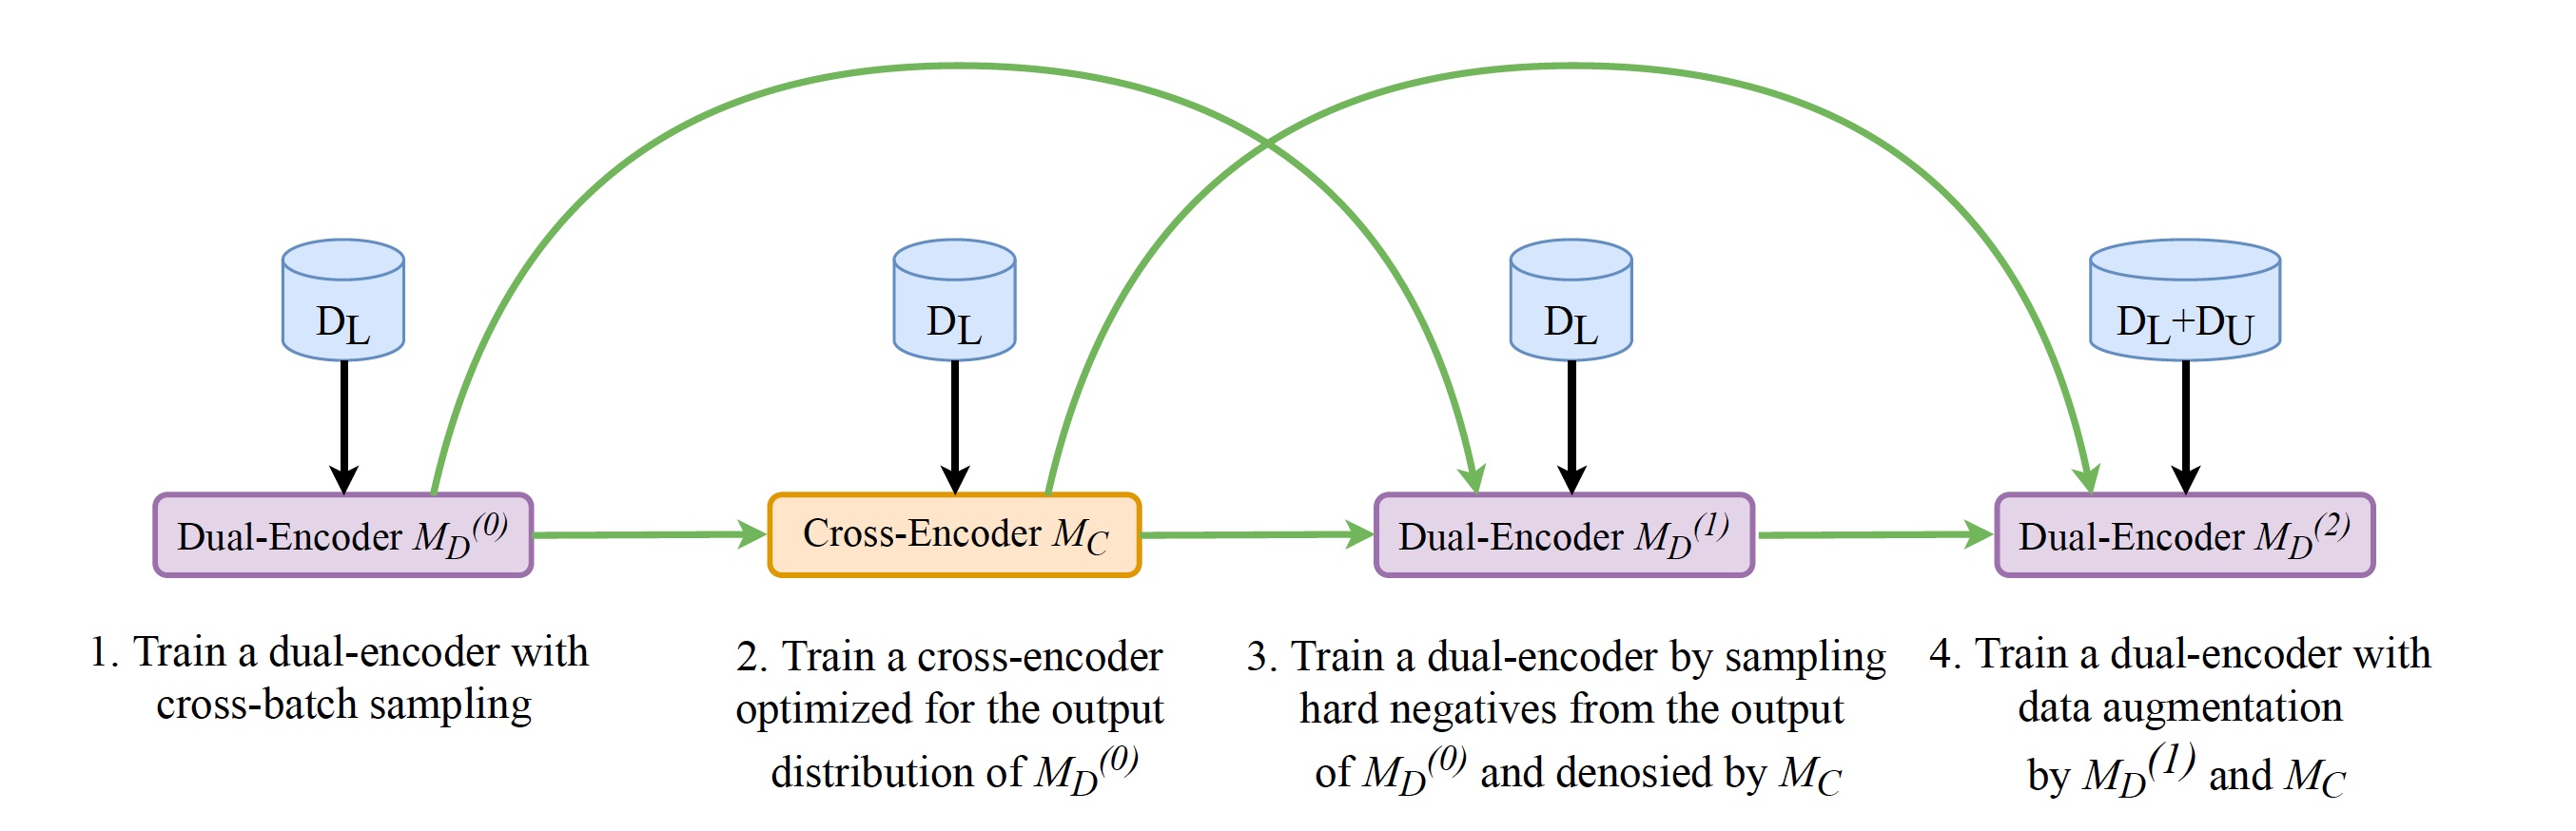 D_L
D_L
D_L
D_L+D_U
Dual-Encoder M_D^(0)
Cross-Encoder M_C
Dual-Encoder M_D^(1)
Dual-Encoder M_D^(2)
1. Train a dual-encoder with
cross-batch sampling
2. Train a cross-encoder
optimized for the output
distribution of M_D^(0)
3. Train a dual-encoder by sampling
hard negatives from the output
of M_D^(0) and denosied by M_C
4. Train a dual-encoder with
data augmentation
by M_D^(1) and M_C